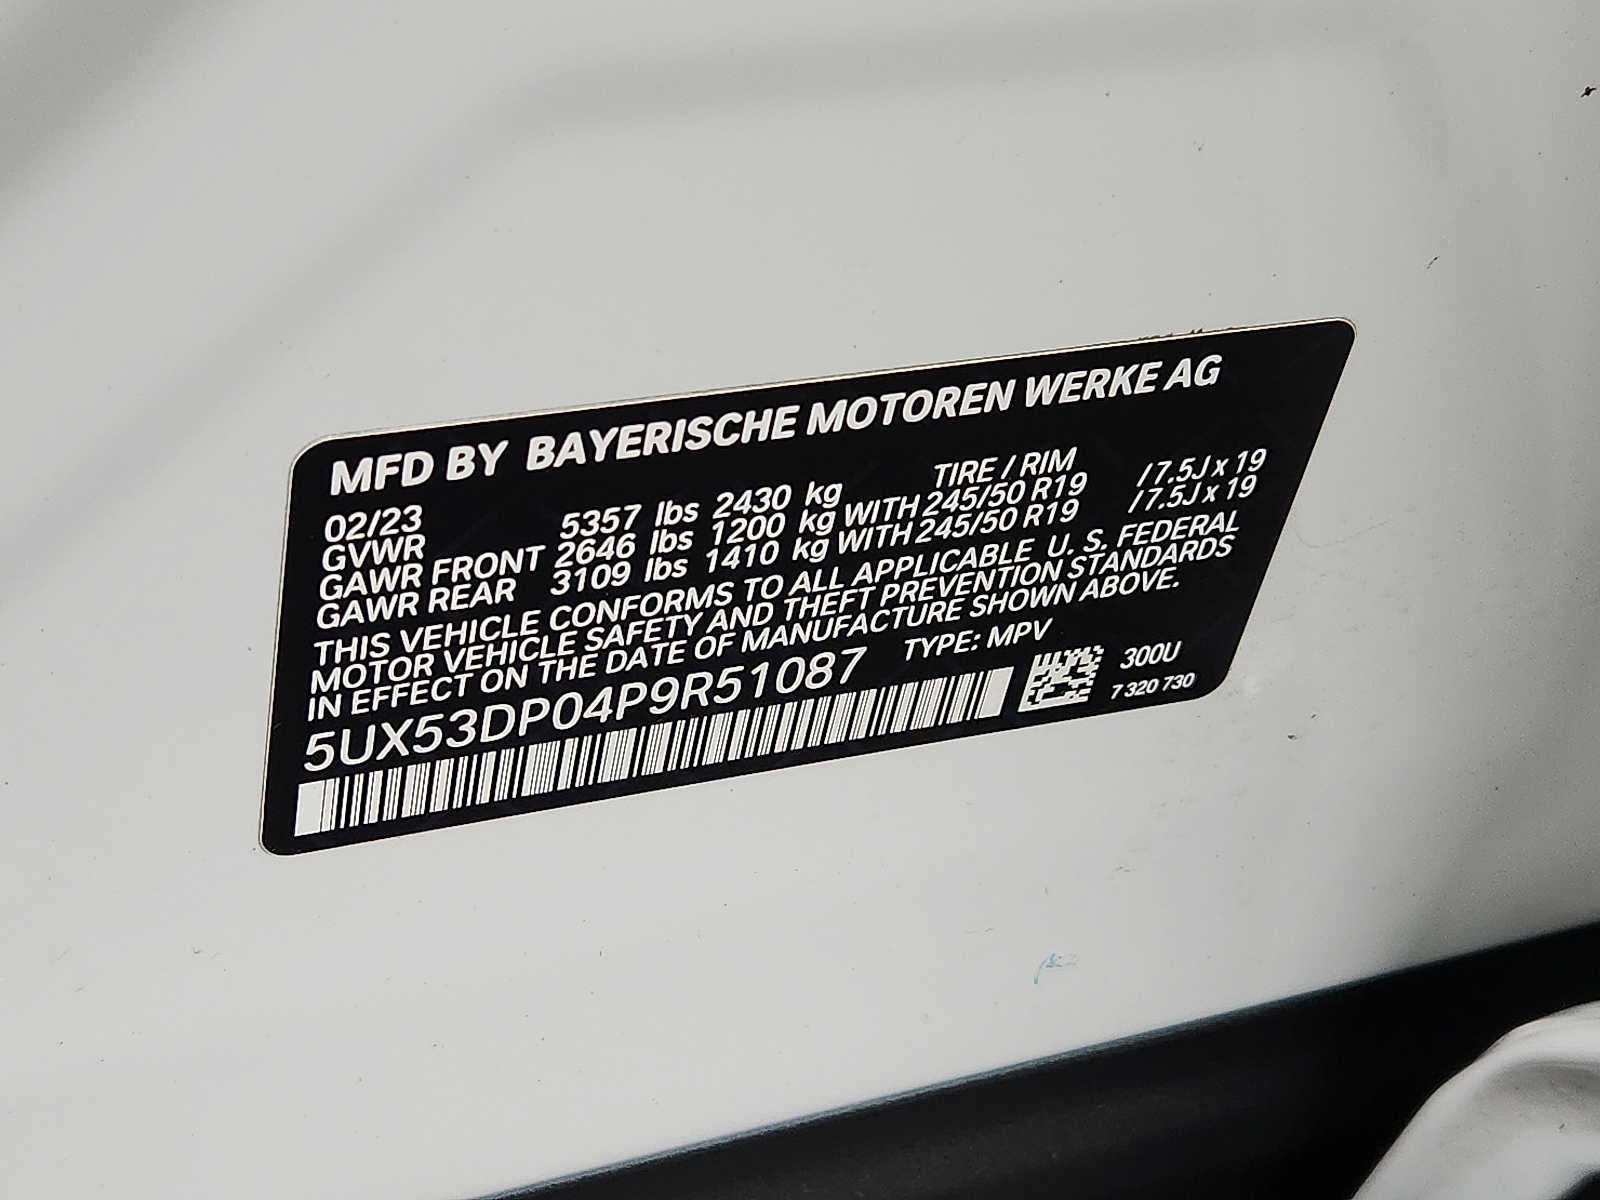 MFD BY BAYERISCHE MOTOREN WERKE AG
02/23 TIRE / RIM
GVWR 5357 lbs 2430 kg
GAWR FRONT 2646 lbs 1200 kg WITH 245/50 R19 /7.5J x 19
GAWR REAR 3109 lbs 1410 kg WITH 245/50 R19 /7.5J x 19
THIS VEHICLE CONFORMS TO ALL APPLICABLE U. S. FEDERAL
MOTOR VEHICLE SAFETY AND THEFT PREVENTION STANDARDS
IN EFFECT ON THE DATE OF MANUFACTURE SHOWN ABOVE.
5UX53DP04P9R51087 TYPE: MPV
300U
7 320 730